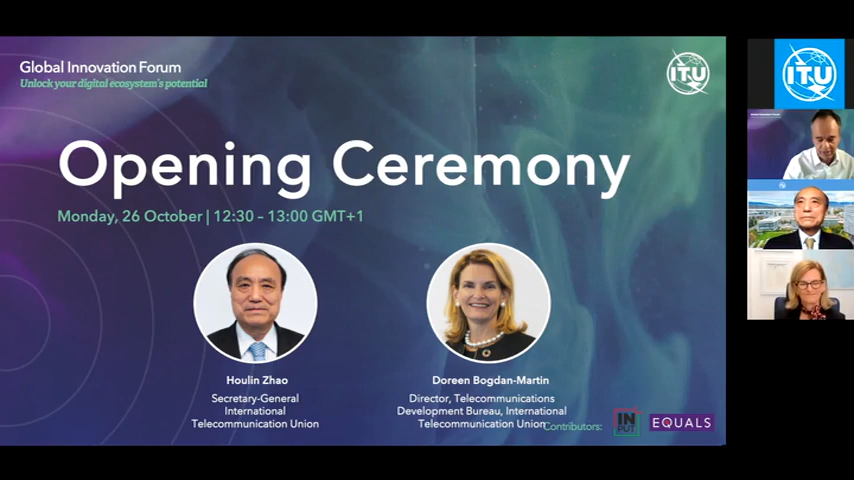 Global Innovation Forum
Unlock your digital ecosystem's potential
ITU
Opening Ceremony
Monday, 26 October | 12:30 – 13:00 GMT+1
Houlin Zhao
Secretary-General
International
Telecommunication Union
Doreen Bogdan-Martin
Director, Telecommunications
Development Bureau, International
Telecommunication Union
Contributors:
INPUT
EQUALS
ITU